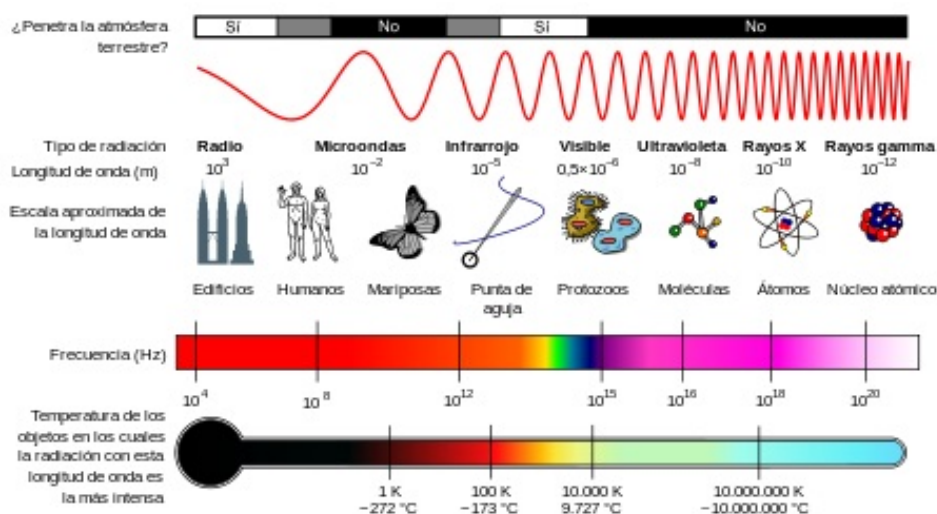 ¿Penetra la atmósfera
terrestre?
Sí No Sí No
Tipo de radiación Radio Microondas Infrarrojo Visible Ultravioleta Rayos X Rayos gamma
Longitud de onda (m) 10³ 10⁻² 10⁻⁵ 0,5×10⁻⁶ 10⁻⁸ 10⁻¹⁰ 10⁻¹²
Escala aproximada de
la longitud de onda
Edificios Humanos Mariposas Punta de
aguja Protozoos Moléculas Átomos Núcleo atómico
Frecuencia (Hz)
10⁴ 10⁸ 10¹² 10¹⁵ 10¹⁶ 10¹⁸ 10²⁰
Temperatura de los
objetos en los cuales
la radiación con esta
longitud de onda es
la más intensa
1 K 100 K 10.000 K 10.000.000 K
−272 °C −173 °C 9.727 °C ~10.000.000 °C